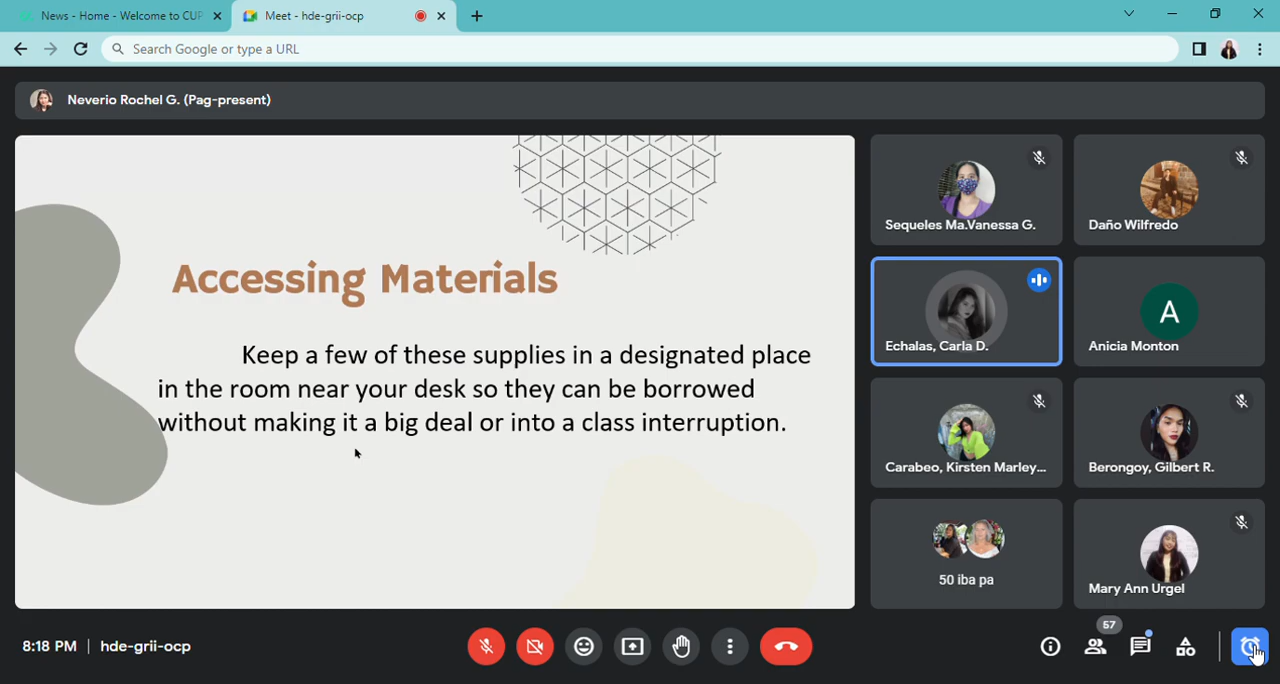 News - Home - Welcome to CUP
Meet - hde-grii-ocp
Search Google or type a URL
Neverio Rochel G. (Pag-present)
Accessing Materials
Keep a few of these supplies in a designated place
in the room near your desk so they can be borrowed
without making it a big deal or into a class interruption.
Sequeles Ma.Vanessa G.
Daño Wilfredo
Echalas, Carla D.
A
Anicia Monton
Carabeo, Kirsten Marley...
Berongoy, Gilbert R.
50 iba pa
Mary Ann Urgel
8:18 PM | hde-grii-ocp
57